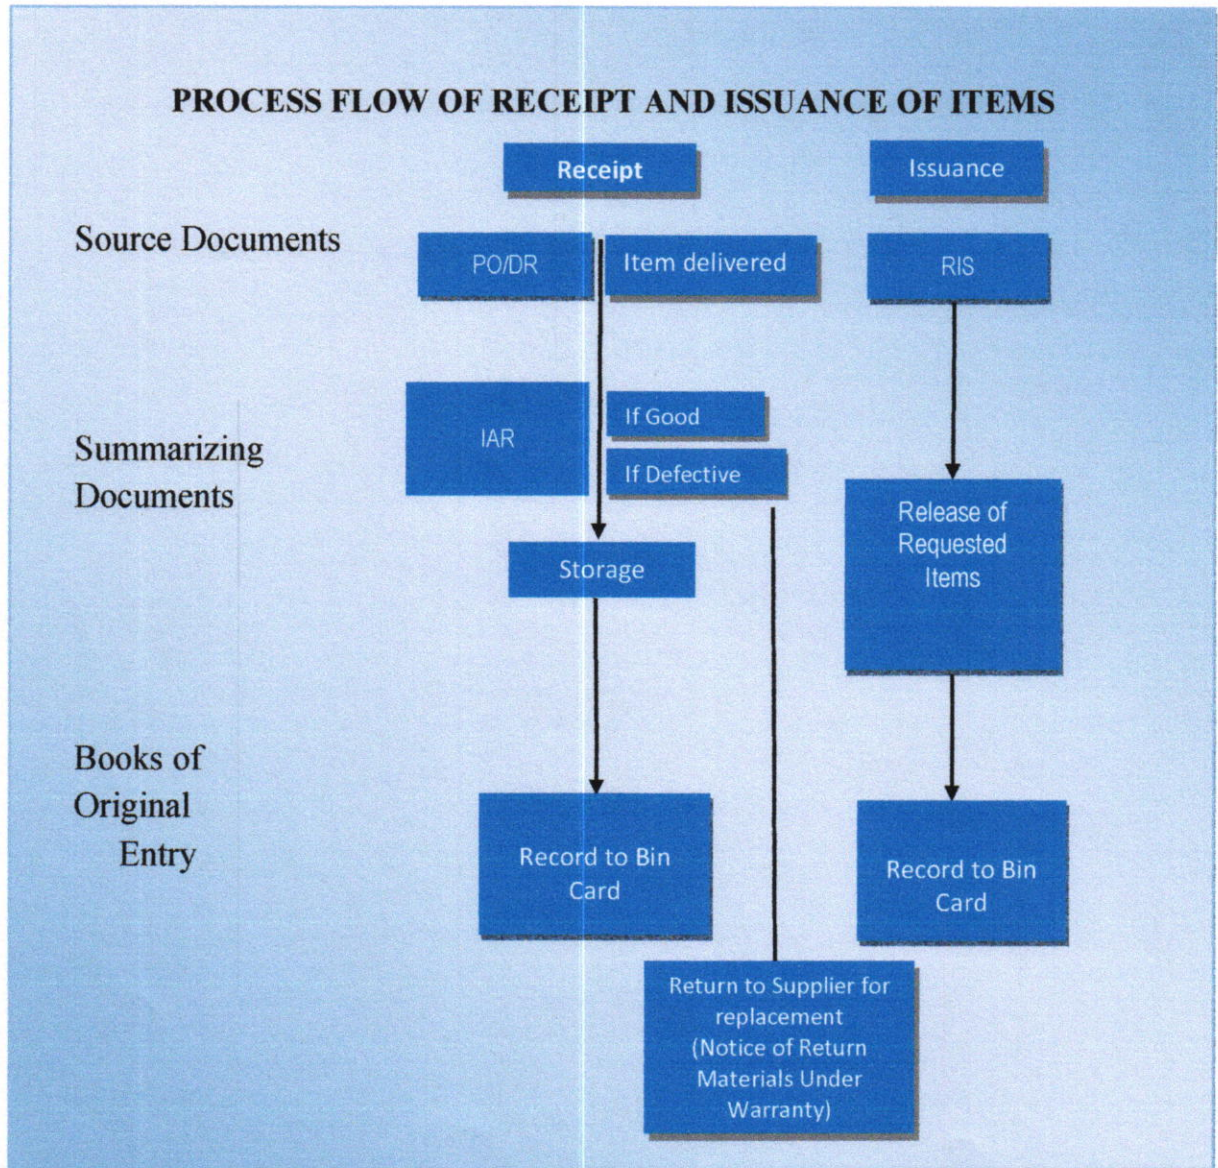 PROCESS FLOW OF RECEIPT AND ISSUANCE OF ITEMS
Receipt
Issuance
Source Documents
PO/DR
Item delivered
RIS
Summarizing
Documents
IAR
If Good
If Defective
Release of
Requested
Items
Storage
Books of
Original
Entry
Record to Bin
Card
Record to Bin
Card
Return to Supplier for
replacement
(Notice of Return
Materials Under
Warranty)